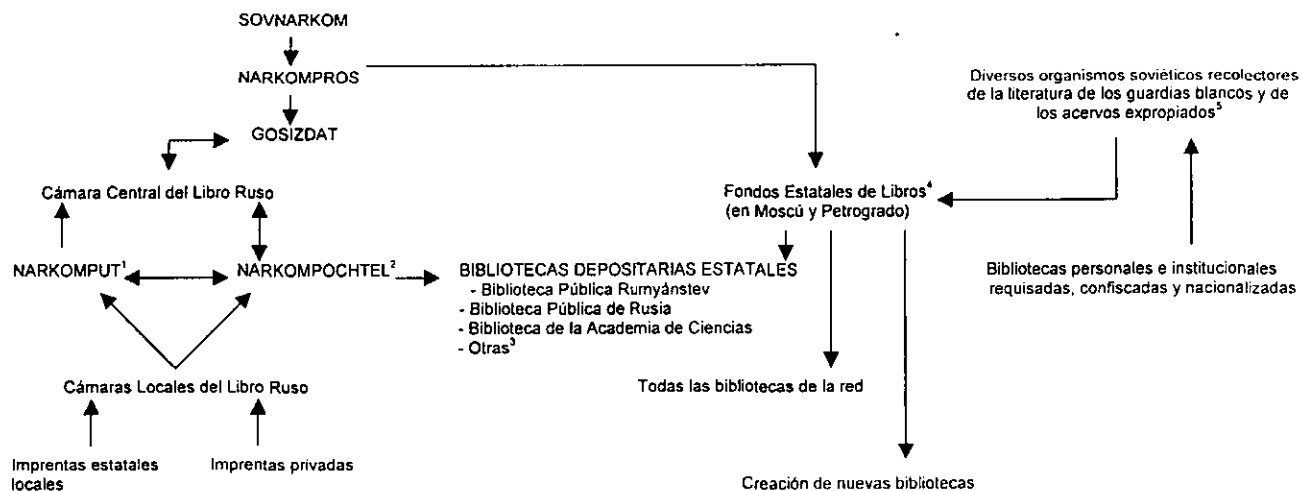 SOVNARKOM
NARKOMPROS
GOSIZDAT
Cámara Central del Libro Ruso
NARKOMPUT¹
NARKOMPOCHTEL²
Cámaras Locales del Libro Ruso
Imprentas estatales
locales
Imprentas privadas
BIBLIOTECAS DEPOSITARIAS ESTATALES
- Biblioteca Pública Rumyánstev
- Biblioteca Pública de Rusia
- Biblioteca de la Academia de Ciencias
- Otras³
Fondos Estatales de Libros⁴
(en Moscú y Petrogrado)
Todas las bibliotecas de la red
Creación de nuevas bibliotecas
Diversos organismos soviéticos recolectores
de la literatura de los guardias blancos y de
los acervos expropiados⁵
Bibliotecas personales e institucionales
requisadas, confiscadas y nacionalizadas